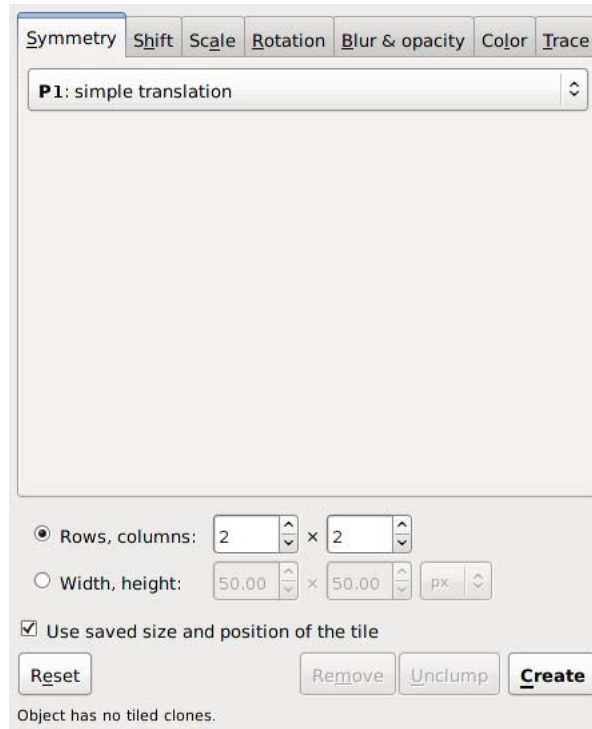 Symmetry Shift Scale Rotation Blur & opacity Color Trace
P1: simple translation
Rows, columns: 2 × 2
Width, height: 50.00 × 50.00 px
Use saved size and position of the tile
Reset Remove Unclump Create
Object has no tiled clones.